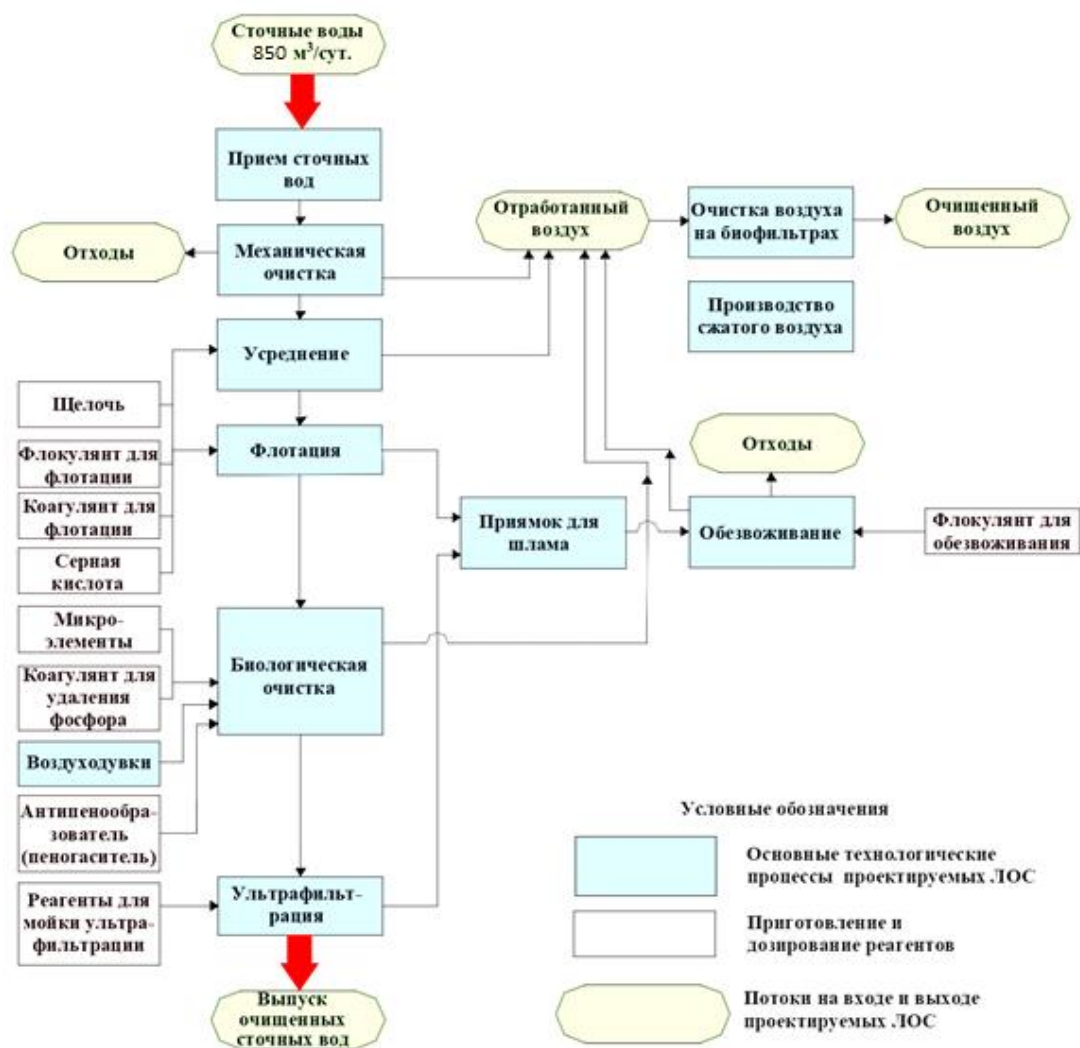 Сточные воды
850 м³/сут.
Прием сточных
вод
Отработанный
воздух
Очистка воздуха
на биофильтрах
Очищенный
воздух
Отходы
Механическая
очистка
Производство
сжатого воздуха
Усреднение
Щелочь
Флокулянт для
флотации
Флотация
Отходы
Коагулянт для
флотации
Приямок для
шлама
Обезвоживание
Флокулянт для
обезвоживания
Серная
кислота
Микро-
элементы
Биологическая
очистка
Коагулянт для
удаления
фосфора
Воздуходувки
Антипенообра-
зователь
(пеногаситель)
Реагенты для
мойки ультра-
фильтрации
Ультрафильт-
рация
Выпуск
очищенных
сточных вод
Условные обозначения
Основные технологические
процессы проектируемых ЛОС
Приготовление и
дозирование реагентов
Потоки на входе и выходе
проектируемых ЛОС